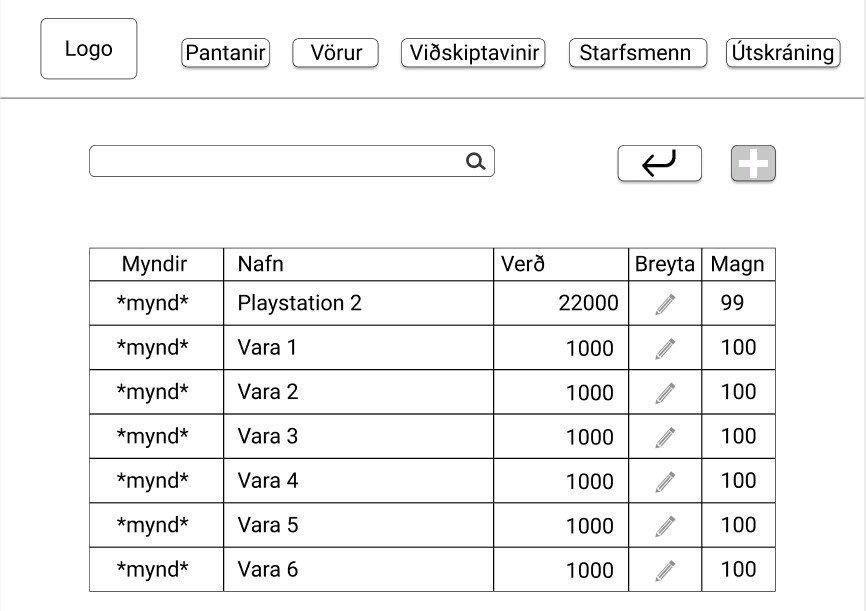 Logo Pantanir Vörur Viðskiptavinir Starfsmenn Útskráning
Myndir Nafn Verð Breyta Magn
*mynd* Playstation 2 22000 99
*mynd* Vara 1 1000 100
*mynd* Vara 2 1000 100
*mynd* Vara 3 1000 100
*mynd* Vara 4 1000 100
*mynd* Vara 5 1000 100
*mynd* Vara 6 1000 100